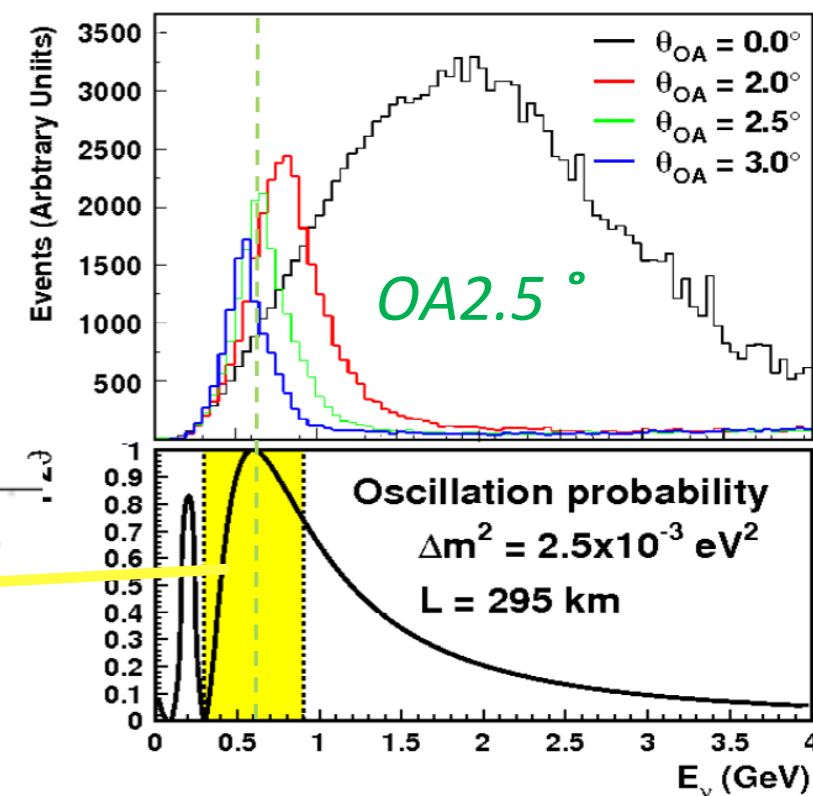 3500
3000
2500
2000
1500
1000
500
Events (Arbtrary Uniits)
θOA = 0.0°
θOA = 2.0°
θOA = 2.5°
θOA = 3.0°
OA2.5 °
1
0.9
0.8
0.7
0.6
0.5
0.4
0.3
0.2
0.1
0
Oscillation probability
Δm² = 2.5x10⁻³ eV²
L = 295 km
0 0.5 1 1.5 2 2.5 3 3.5 4
Eν (GeV)